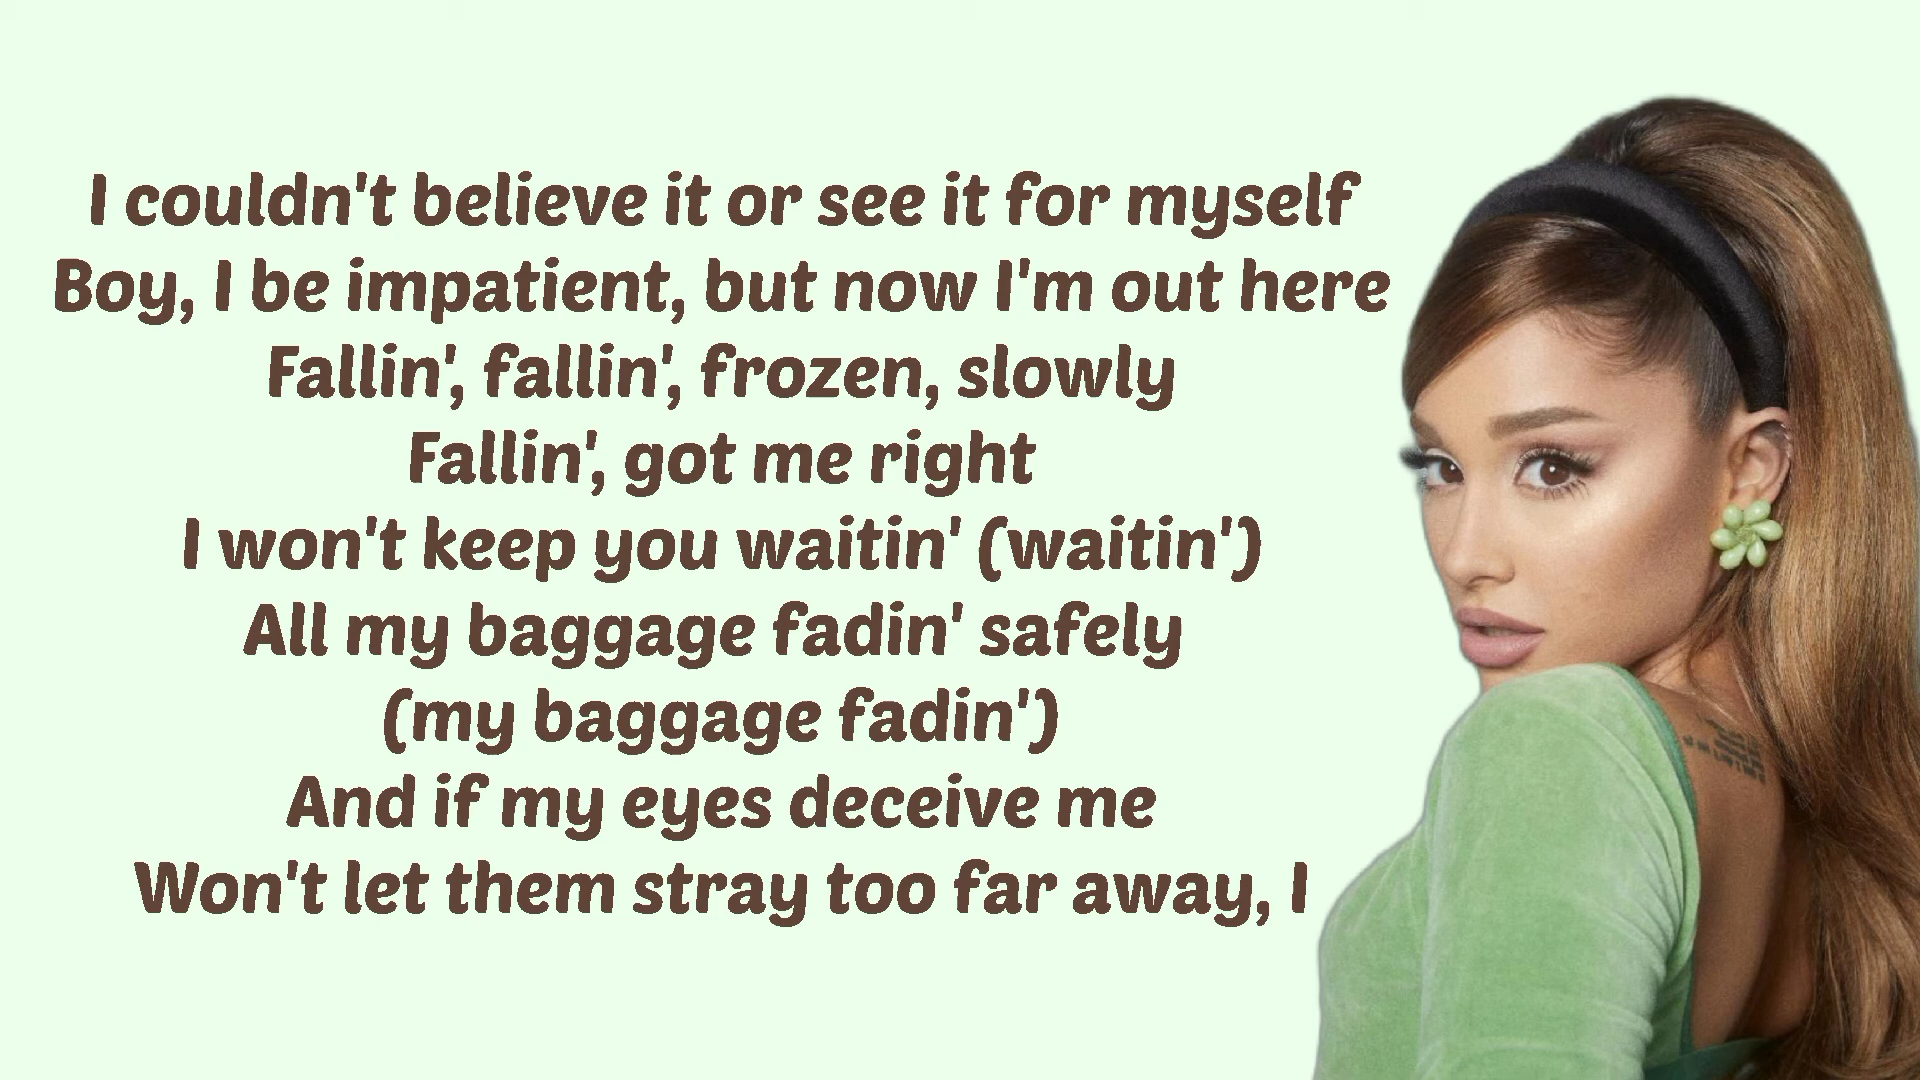 I couldn't believe it or see it for myself
Boy, I be impatient, but now I'm out here
Fallin', fallin', frozen, slowly
Fallin', got me right
I won't keep you waitin' (waitin')
All my baggage fadin' safely
(my baggage fadin')
And if my eyes deceive me
Won't let them stray too far away, I